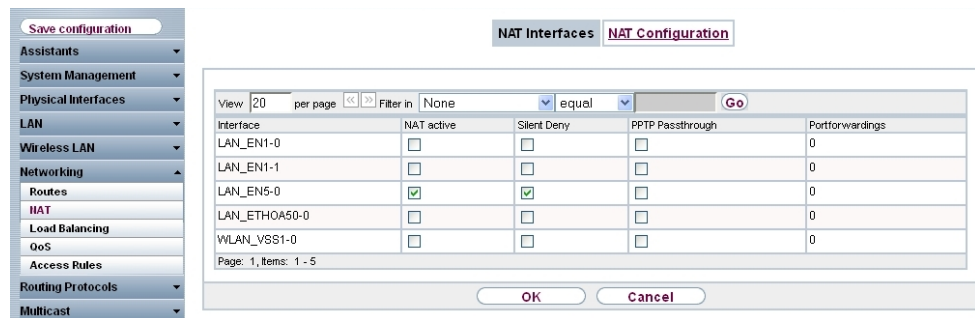 Save configuration
Assistants
System Management
Physical Interfaces
LAN
Wireless LAN
Networking
Routes
NAT
Load Balancing
QoS
Access Rules
Routing Protocols
Multicast
NAT Interfaces NAT Configuration
View 20 per page << >> Filter in None equal Go
Interface NAT active Silent Deny PPTP Passthrough Portforwardings
LAN_EN1-0 0
LAN_EN1-1 0
LAN_EN5-0 0
LAN_ETHOA50-0 0
WLAN_VSS1-0 0
Page: 1, Items: 1 - 5
OK Cancel